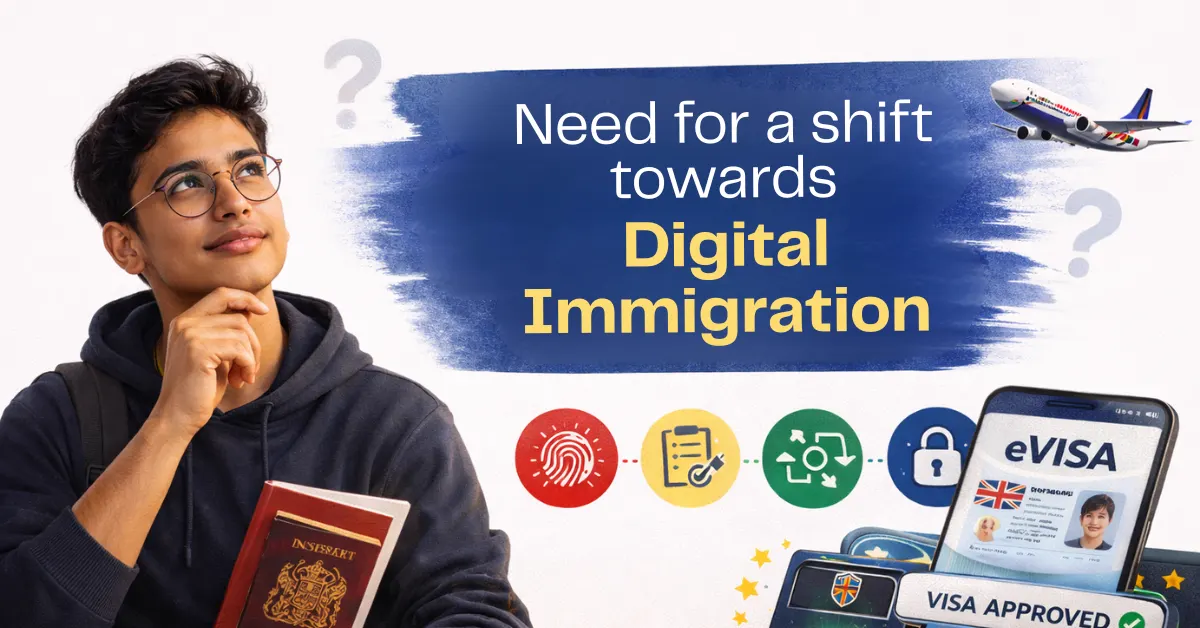 Need for a shift
towards
Digital
Immigration
eVISA
VISA APPROVED